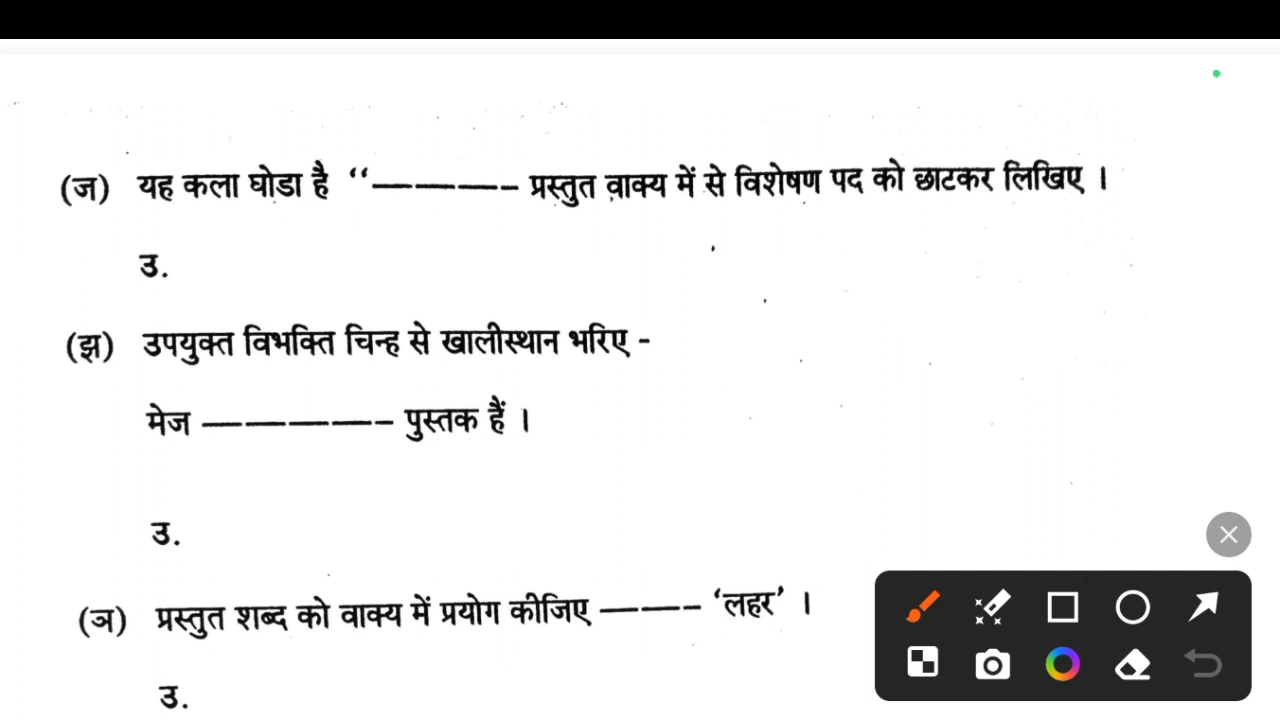 (ज) यह कला घोडा है “———— प्रस्तुत वाक्य में से विशेषण पद को छाटकर लिखिए ।
उ.
(झ) उपयुक्त विभक्ति चिन्ह से खालीस्थान भरिए -
मेज ————– पुस्तक हैं ।
उ.
(ञ) प्रस्तुत शब्द को वाक्य में प्रयोग कीजिए ——– ‘लहर’ ।
उ.